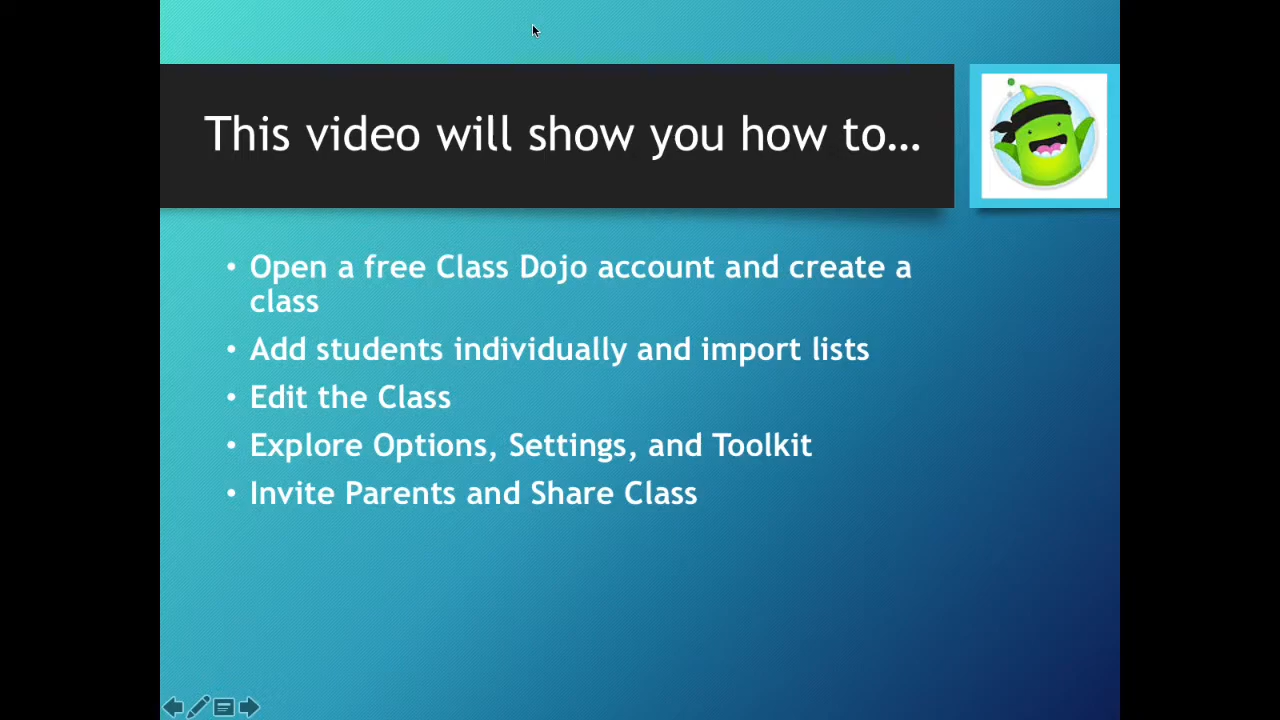 This video will show you how to...
• Open a free Class Dojo account and create a
class
• Add students individually and import lists
• Edit the Class
• Explore Options, Settings, and Toolkit
• Invite Parents and Share Class